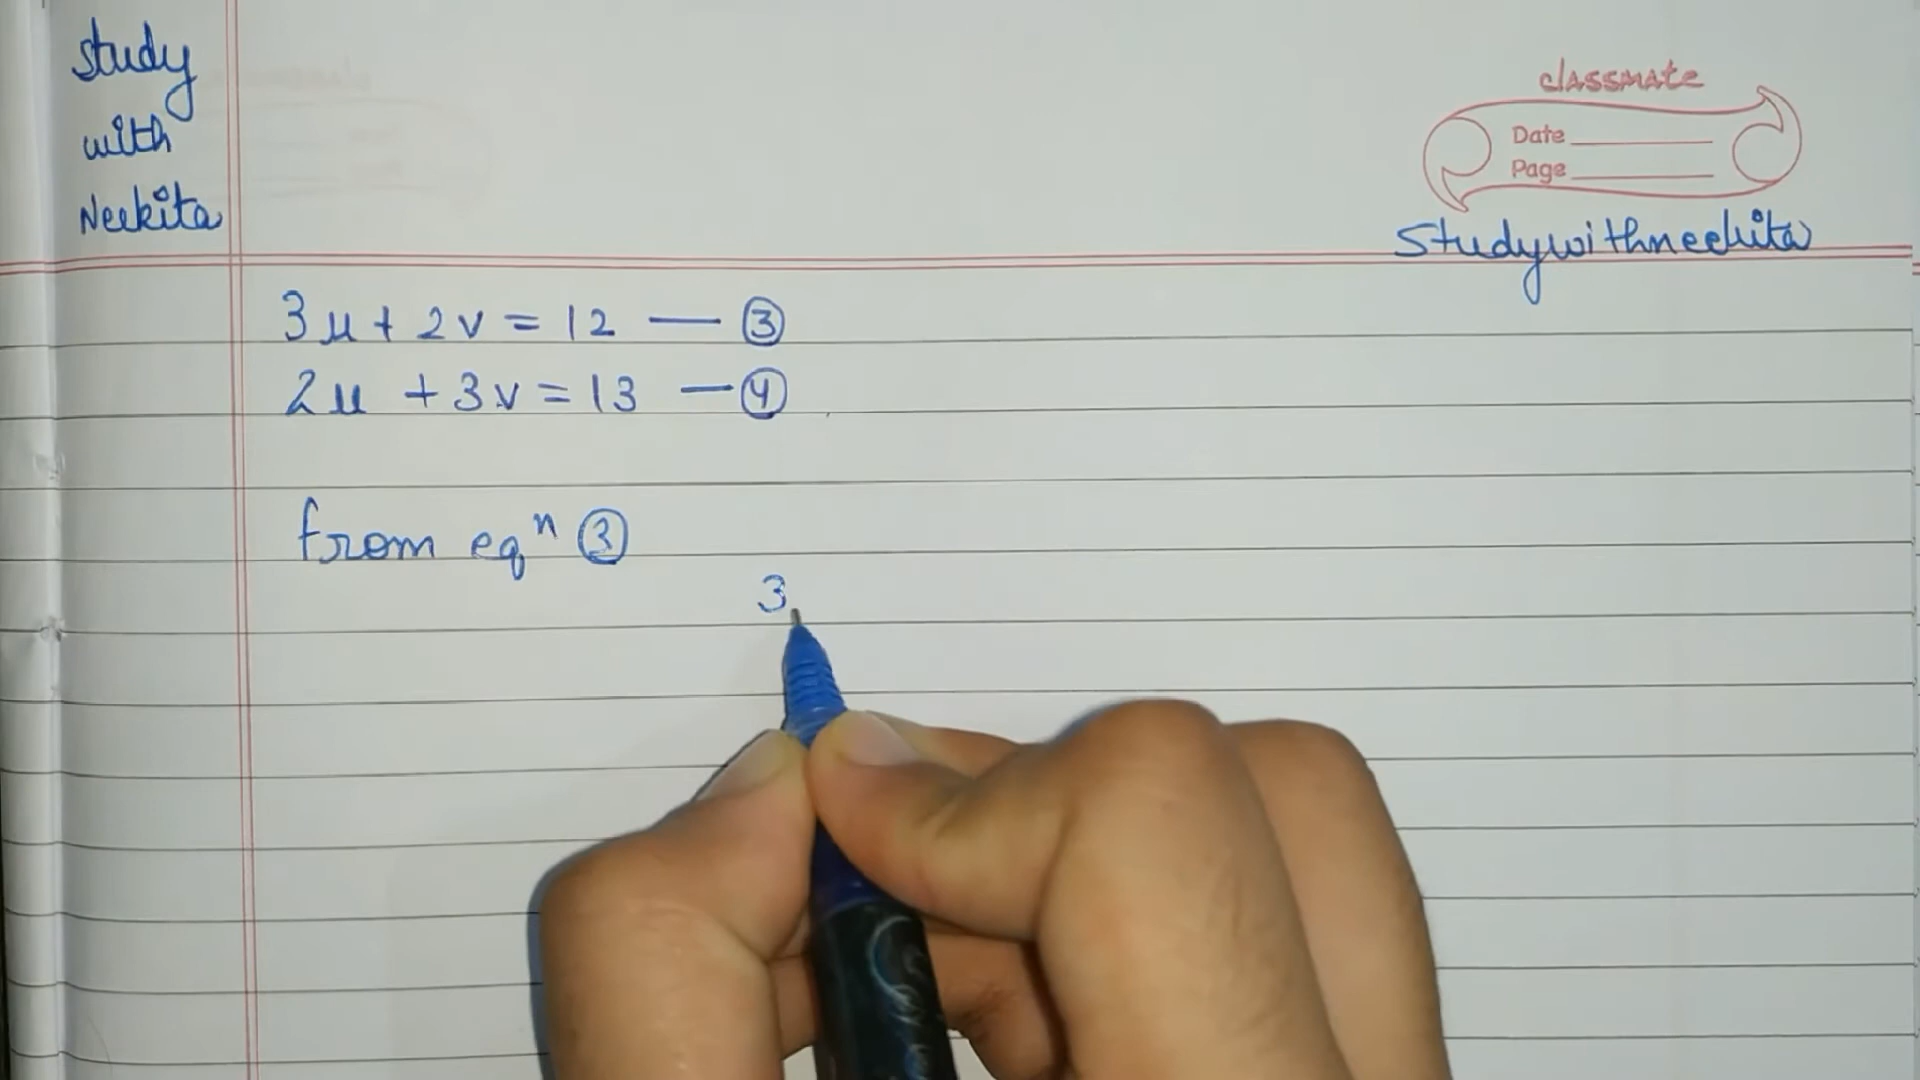 study
with
Neekita
classmate
Date
Page
Studywithneekita
3u + 2v = 12 — ③
2u + 3v = 13 — ④
from eqⁿ ③
3